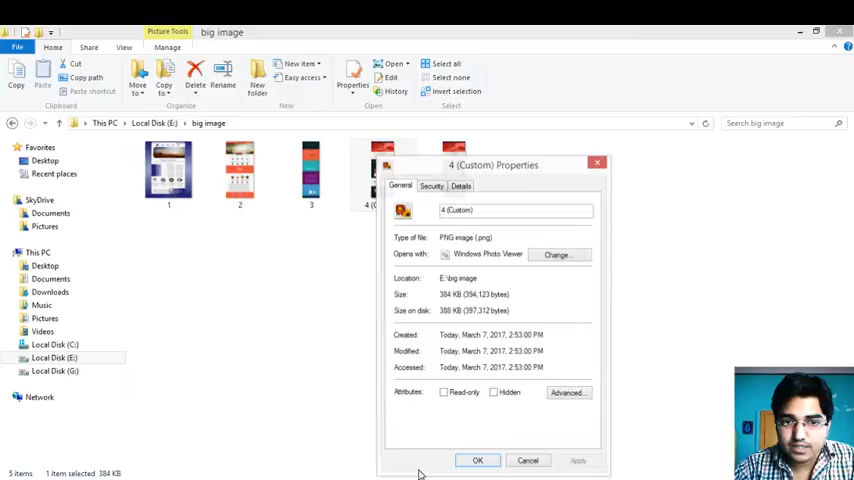 Picture Tools
big image
File
Home
Share
View
Manage
Copy
Paste
Cut
Copy path
Paste shortcut
Clipboard
Move to
Copy to
Delete
Rename
Organize
New folder
New item
Easy access
New
Properties
Open
Edit
History
Open
Select all
Select none
Invert selection
Select
This PC
Local Disk (E:)
big image
Search big image
Favorites
Desktop
Recent places
SkyDrive
Documents
Pictures
This PC
Desktop
Documents
Downloads
Music
Pictures
Videos
Local Disk (C:)
Local Disk (E:)
Local Disk (G:)
Network
1
2
3
4 (Custom) Properties
General
Security
Details
4 (Custom)
Type of file: PNG image (.png)
Opens with: Windows Photo Viewer
Change...
Location: E:\big image
Size: 384 KB (394,123 bytes)
Size on disk: 388 KB (397,312 bytes)
Created: Today, March 7, 2017, 2:53:00 PM
Modified: Today, March 7, 2017, 2:53:00 PM
Accessed: Today, March 7, 2017, 2:53:00 PM
Attributes: Read-only Hidden
Advanced...
OK
Cancel
Apply
5 items 1 item selected 384 KB